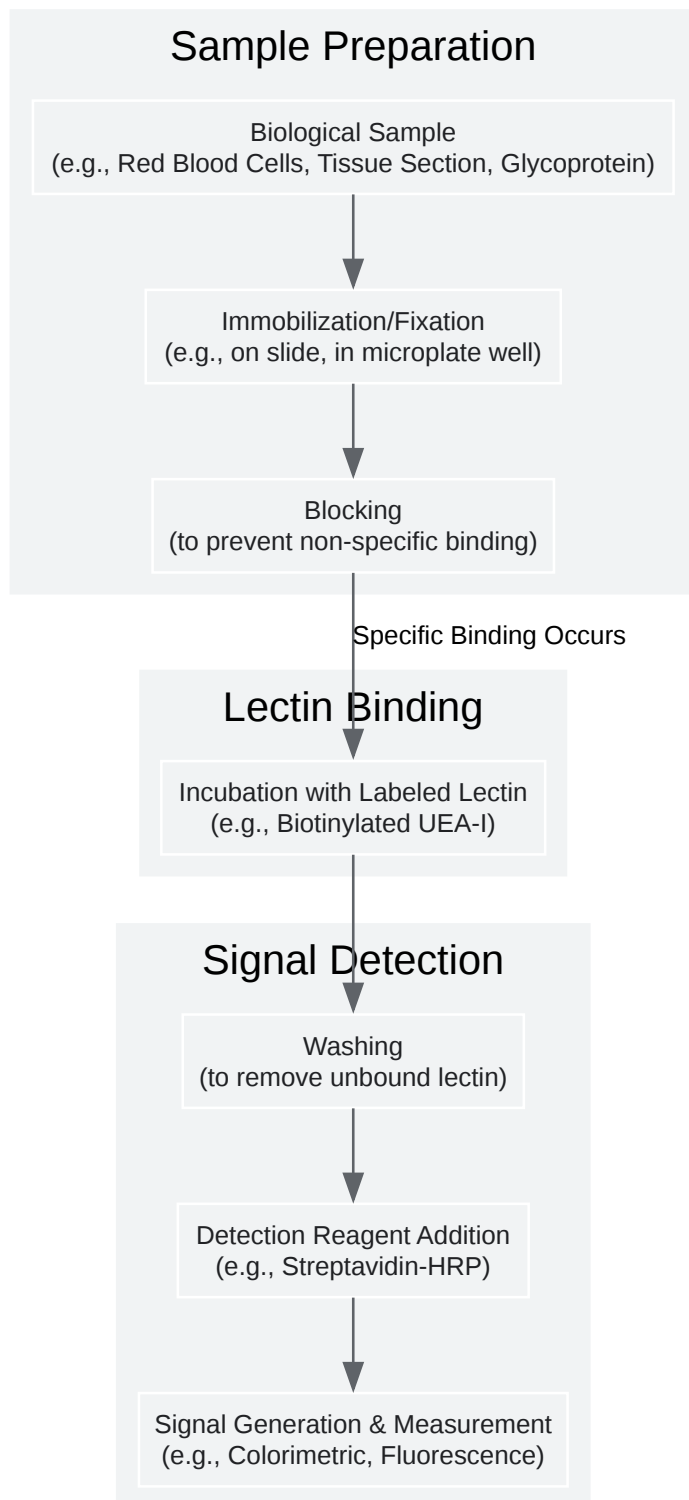 Sample Preparation
Biological Sample
(e.g., Red Blood Cells, Tissue Section, Glycoprotein)
Immobilization/Fixation
(e.g., on slide, in microplate well)
Blocking
(to prevent non-specific binding)
Specific Binding Occurs
Lectin Binding
Incubation with Labeled Lectin
(e.g., Biotinylated UEA-I)
Signal Detection
Washing
(to remove unbound lectin)
Detection Reagent Addition
(e.g., Streptavidin-HRP)
Signal Generation & Measurement
(e.g., Colorimetric, Fluorescence)